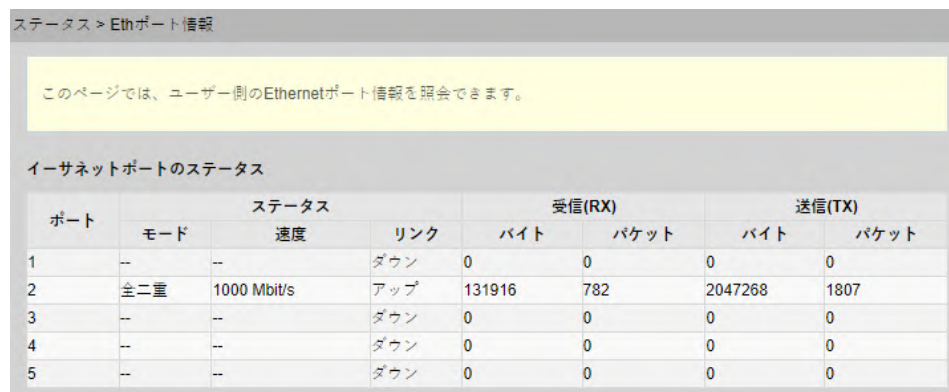 ステータス > Ethポート情報
このページでは、ユーザー側のEthernetポート情報を照会できます。
イーサネットポートのステータス
ポート ステータス 受信(RX) 送信(TX)
モード 速度 リンク バイト パケット バイト パケット
1 -- -- ダウン 0 0 0 0
2 全二重 1000 Mbit/s アップ 131916 782 2047268 1807
3 -- -- ダウン 0 0 0 0
4 -- -- ダウン 0 0 0 0
5 -- -- ダウン 0 0 0 0